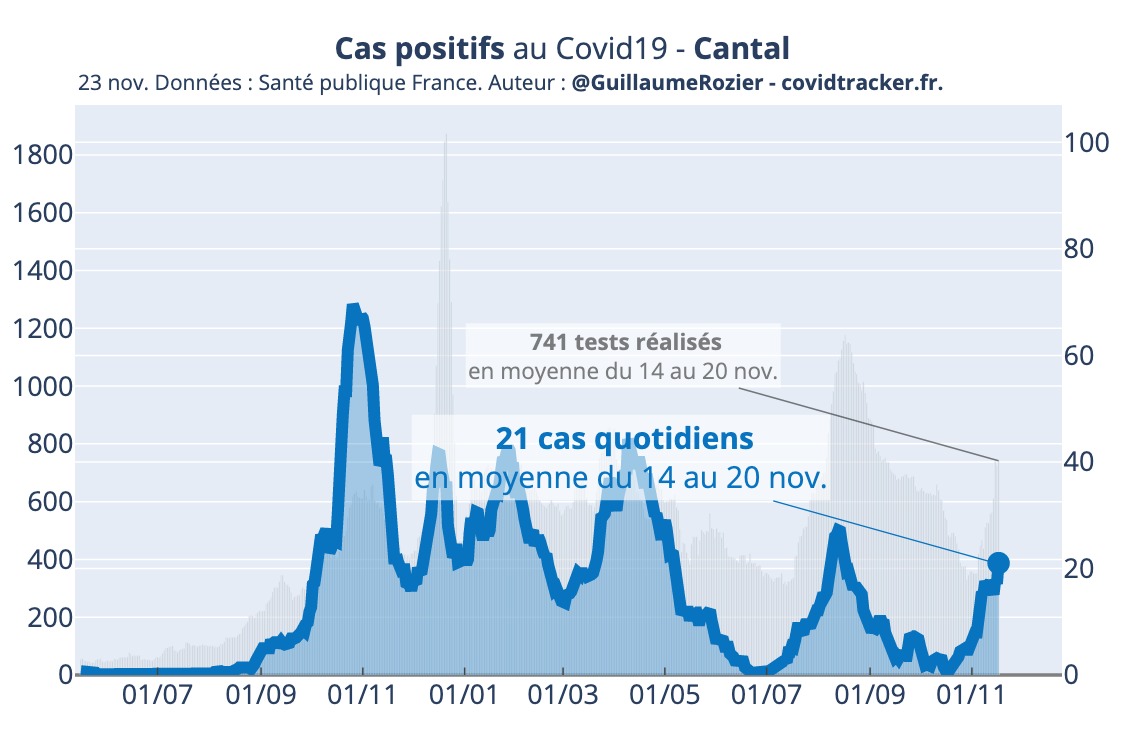 Cas positifs au Covid19 - Cantal
23 nov. Données : Santé publique France. Auteur : @GuillaumeRozier - covidtracker.fr.
1800
1600
1400
1200
1000
800
600
400
200
0
100
80
60
40
20
0
741 tests réalisés
en moyenne du 14 au 20 nov.
21 cas quotidiens
en moyenne du 14 au 20 nov.
01/07 01/09 01/11 01/01 01/03 01/05 01/07 01/09 01/11